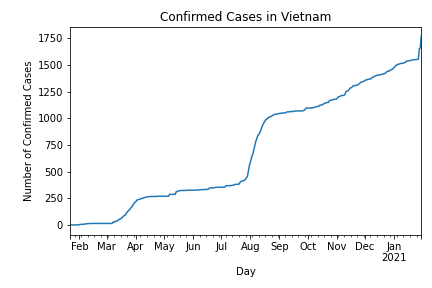 Confirmed Cases in Vietnam
Number of Confirmed Cases
1750
1500
1250
1000
750
500
250
0
Feb Mar Apr May Jun Jul Aug Sep Oct Nov Dec Jan
2021
Day